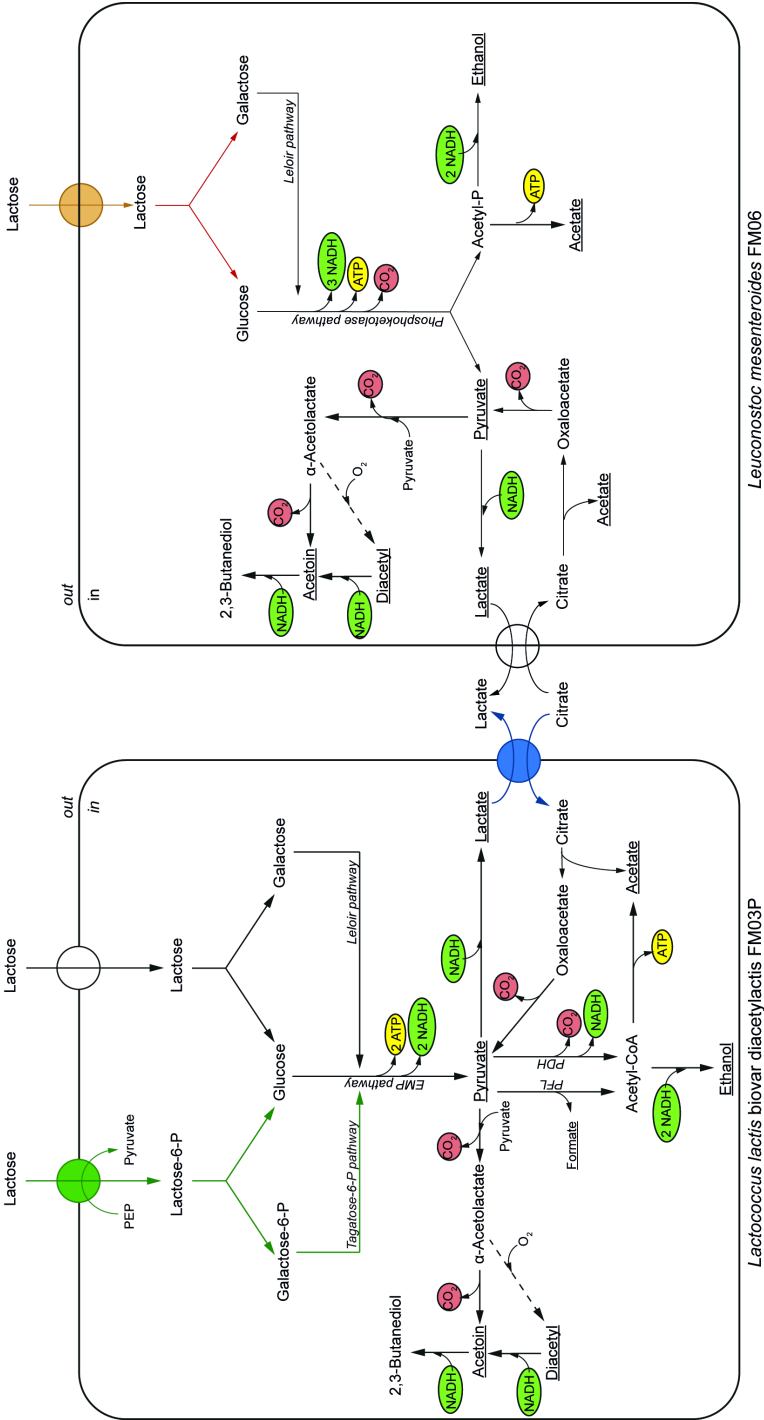 Lactose
Lactose
out
in
PEP
Pyruvate
Lactose-6-P
Lactose
Galactose-6-P
Glucose
Galactose
Tagatose-6-P pathway
Leloir pathway
EMP pathway
2 ATP
2 NADH
2,3-Butanediol
NADH
Acetoin
CO2
α-Acetolactate
CO2
Pyruvate
NADH
Lactate
NADH
Diacetyl
O2
Pyruvate
Formate
PFL
PDH
CO2
NADH
CO2
Oxaloacetate
Citrate
Acetyl-CoA
ATP
Acetate
2 NADH
Ethanol
Lactococcus lactis biovar diacetylactis FM03P
Lactate
Citrate
Lactose
out
in
Lactose
Glucose
Galactose
Leloir pathway
Phosphoketolase pathway
3 NADH
ATP
CO2
2,3-Butanediol
NADH
Acetoin
CO2
α-Acetolactate
NADH
Diacetyl
O2
Pyruvate
CO2
Lactate
NADH
Pyruvate
Acetyl-P
2 NADH
Ethanol
ATP
Acetate
Citrate
Acetate
Oxaloacetate
CO2
Leuconostoc mesenteroides FM06